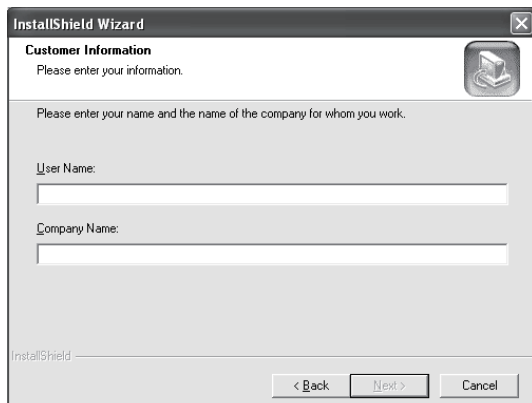 InstallShield Wizard
Customer Information
Please enter your information.
Please enter your name and the name of the company for whom you work.
User Name:
Company Name:
InstallShield
< Back
Next >
Cancel